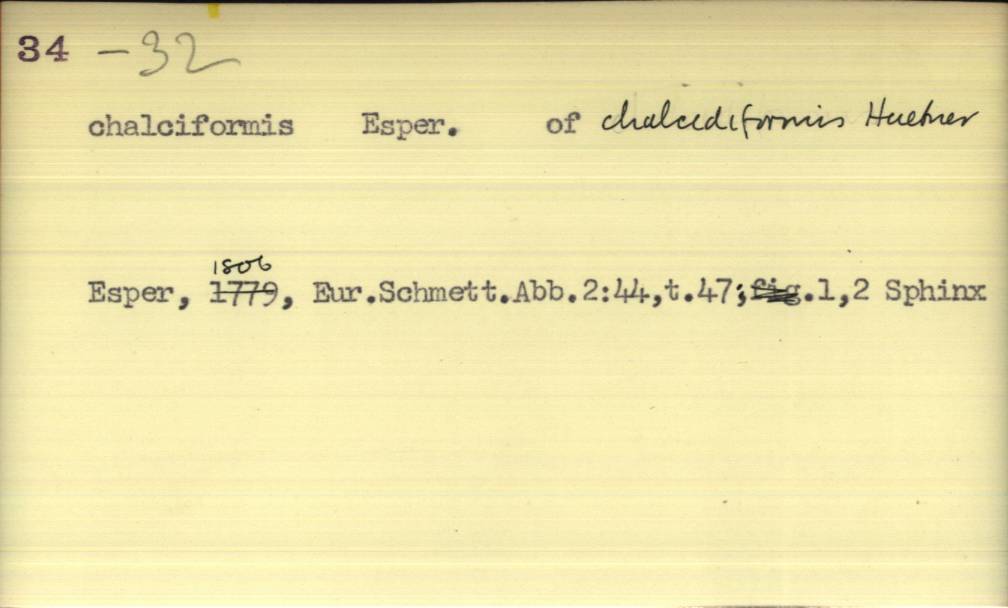 34 – 32
chalciformis Esper. of chalcidiformis Huebner
1806
Esper, 1779, Eur.Schmett.Abb.2:44,t.47;fig.1,2 Sphinx